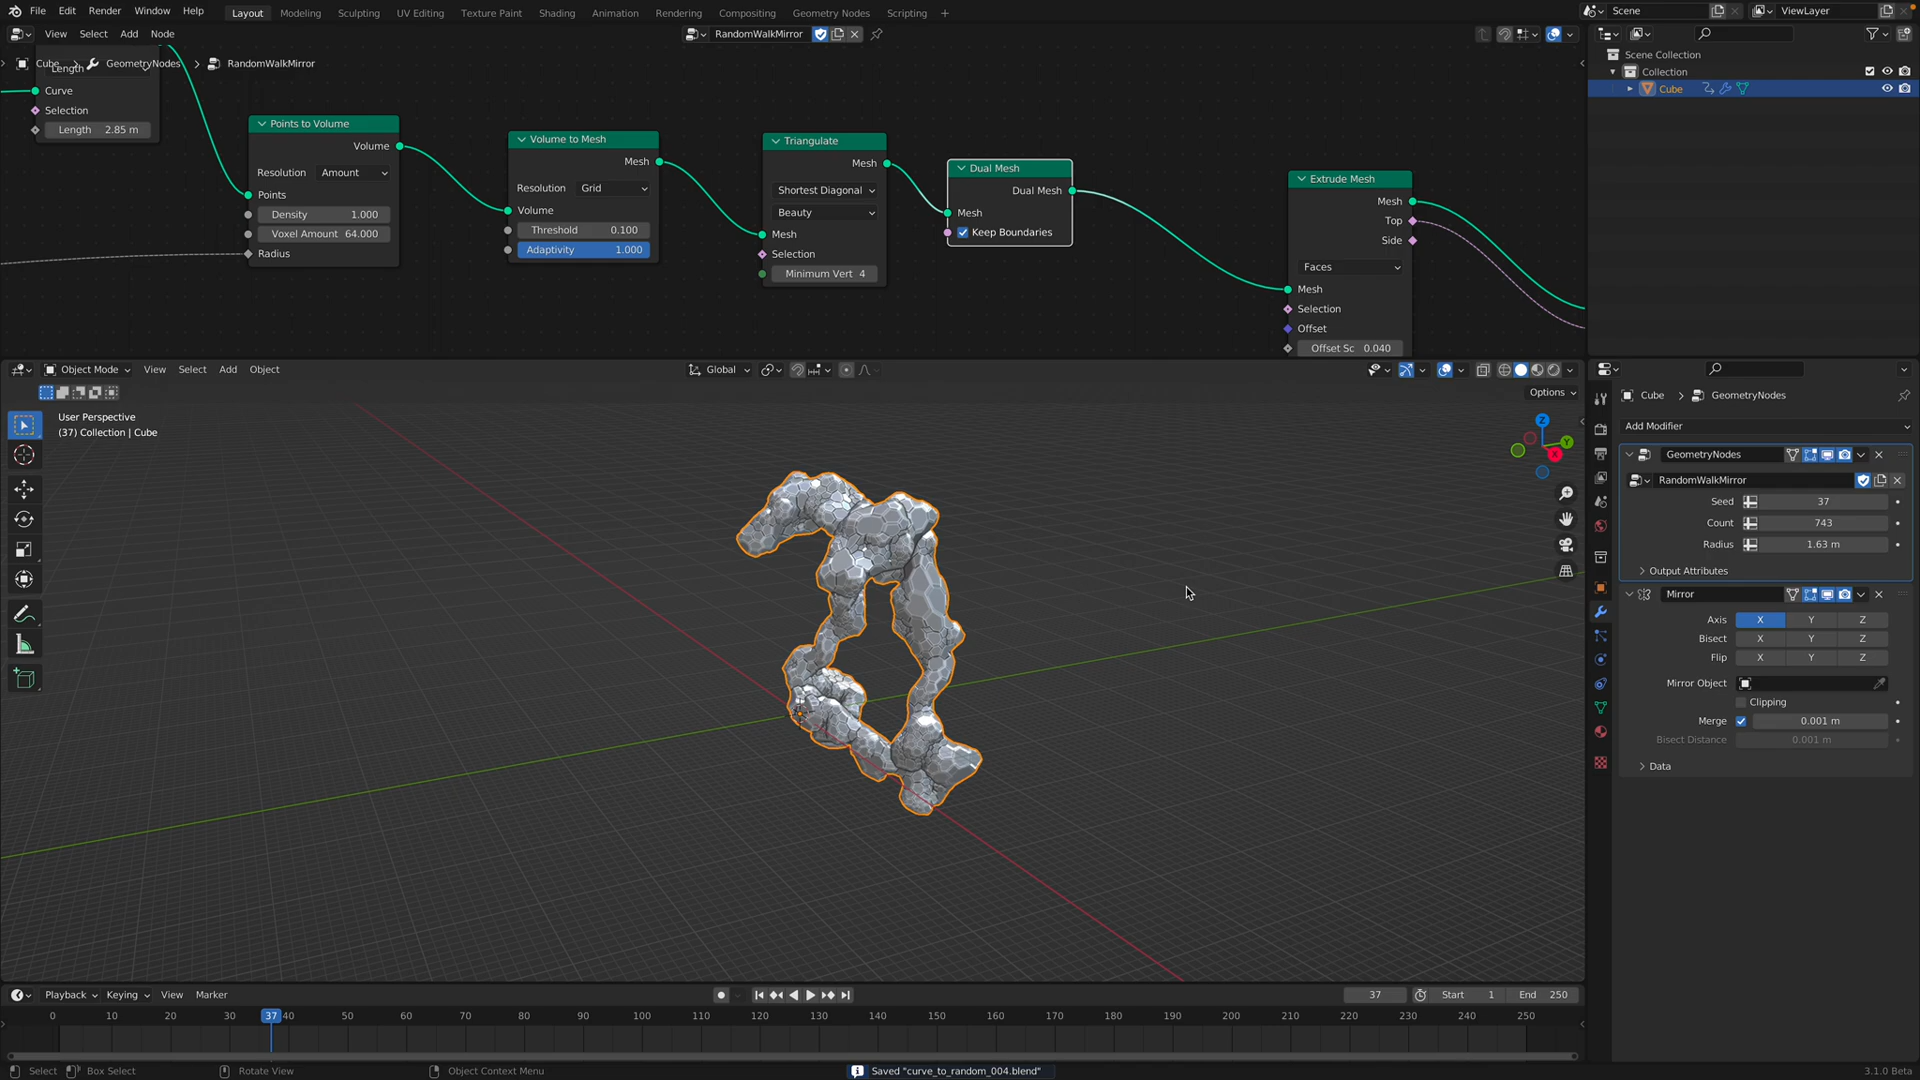 File Edit Render Window Help Layout Modeling Sculpting UV Editing Texture Paint Shading Animation Rendering Compositing Geometry Nodes Scripting + Scene ViewLayer
View Select Add Node RandomWalkMirror
Cube > GeometryNodes > RandomWalkMirror
Length
Curve
Selection
Length 2.85 m
Points to Volume
Volume
Resolution Amount
Points
Density 1.000
Voxel Amount 64.000
Radius
Volume to Mesh
Mesh
Resolution Grid
Volume
Threshold 0.100
Adaptivity 1.000
Triangulate
Mesh
Shortest Diagonal
Beauty
Mesh
Selection
Minimum Vert 4
Dual Mesh
Dual Mesh
Mesh
Keep Boundaries
Extrude Mesh
Mesh
Top
Side
Faces
Mesh
Selection
Offset
Offset Sc 0.040
Scene Collection
Collection
Cube
Object Mode View Select Add Object Global
Options
User Perspective
(37) Collection | Cube
Z
Y
X
Cube > GeometryNodes
Add Modifier
GeometryNodes
RandomWalkMirror
Seed 37
Count 743
Radius 1.63 m
Output Attributes
Mirror
Axis X Y Z
Bisect X Y Z
Flip X Y Z
Mirror Object
Clipping
Merge 0.001 m
Bisect Distance 0.001 m
Data
Playback Keying View Marker 37 Start 1 End 250
0 10 20 30 37 40 50 60 70 80 90 100 110 120 130 140 150 160 170 180 190 200 210 220 230 240 250
Select Box Select Rotate View Object Context Menu Saved "curve_to_random_004.blend" 3.1.0 Beta